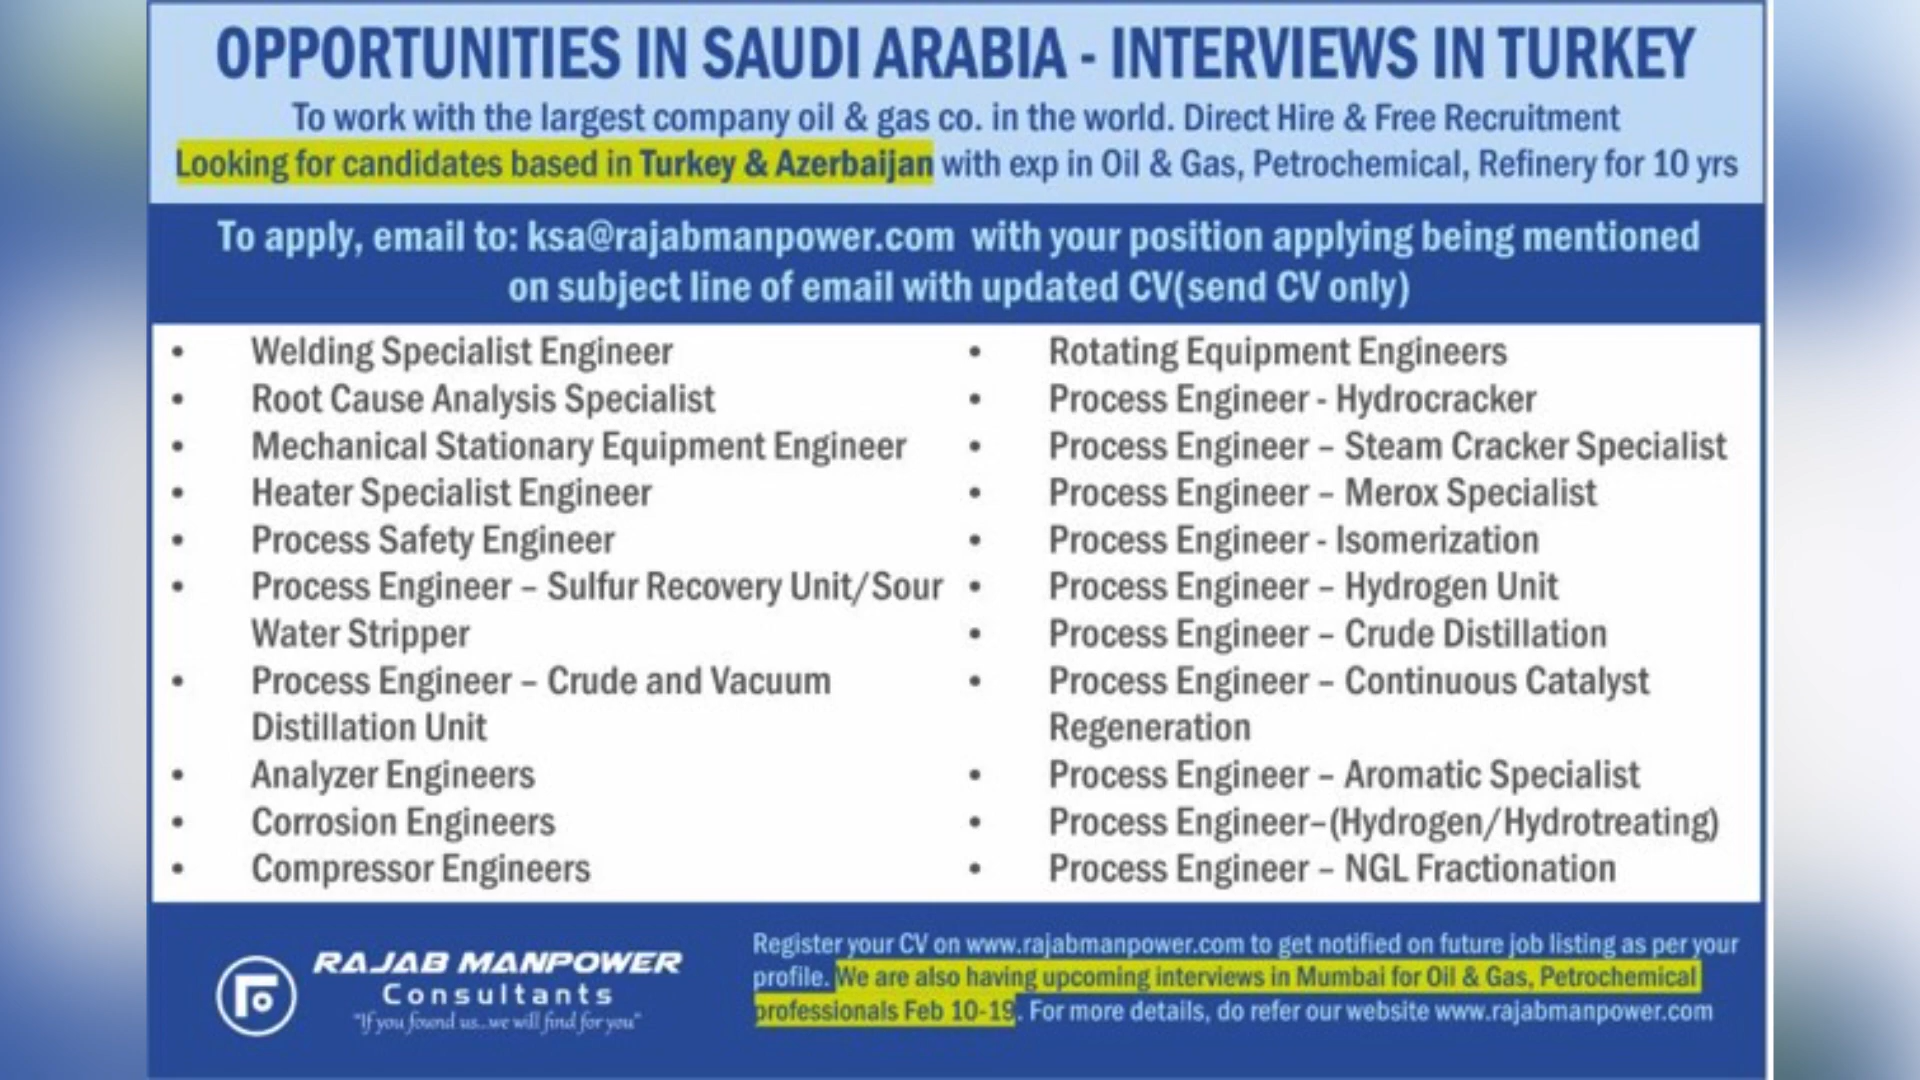 OPPORTUNITIES IN SAUDI ARABIA - INTERVIEWS IN TURKEY
To work with the largest company oil & gas co. in the world. Direct Hire & Free Recruitment
Looking for candidates based in Turkey & Azerbaijan with exp in Oil & Gas, Petrochemical, Refinery for 10 yrs
To apply, email to: ksa@rajabmanpower.com with your position applying being mentioned
on subject line of email with updated CV(send CV only)
• Welding Specialist Engineer
• Root Cause Analysis Specialist
• Mechanical Stationary Equipment Engineer
• Heater Specialist Engineer
• Process Safety Engineer
• Process Engineer – Sulfur Recovery Unit/Sour
Water Stripper
• Process Engineer – Crude and Vacuum
Distillation Unit
• Analyzer Engineers
• Corrosion Engineers
• Compressor Engineers
• Rotating Equipment Engineers
• Process Engineer - Hydrocracker
• Process Engineer – Steam Cracker Specialist
• Process Engineer – Merox Specialist
• Process Engineer - Isomerization
• Process Engineer – Hydrogen Unit
• Process Engineer – Crude Distillation
• Process Engineer – Continuous Catalyst
Regeneration
• Process Engineer – Aromatic Specialist
• Process Engineer–(Hydrogen/Hydrotreating)
• Process Engineer – NGL Fractionation
RAJAB MANPOWER
Consultants
"If you found us...we will find for you"
Register your CV on www.rajabmanpower.com to get notified on future job listing as per your
profile. We are also having upcoming interviews in Mumbai for Oil & Gas, Petrochemical
professionals Feb 10-19. For more details, do refer our website www.rajabmanpower.com